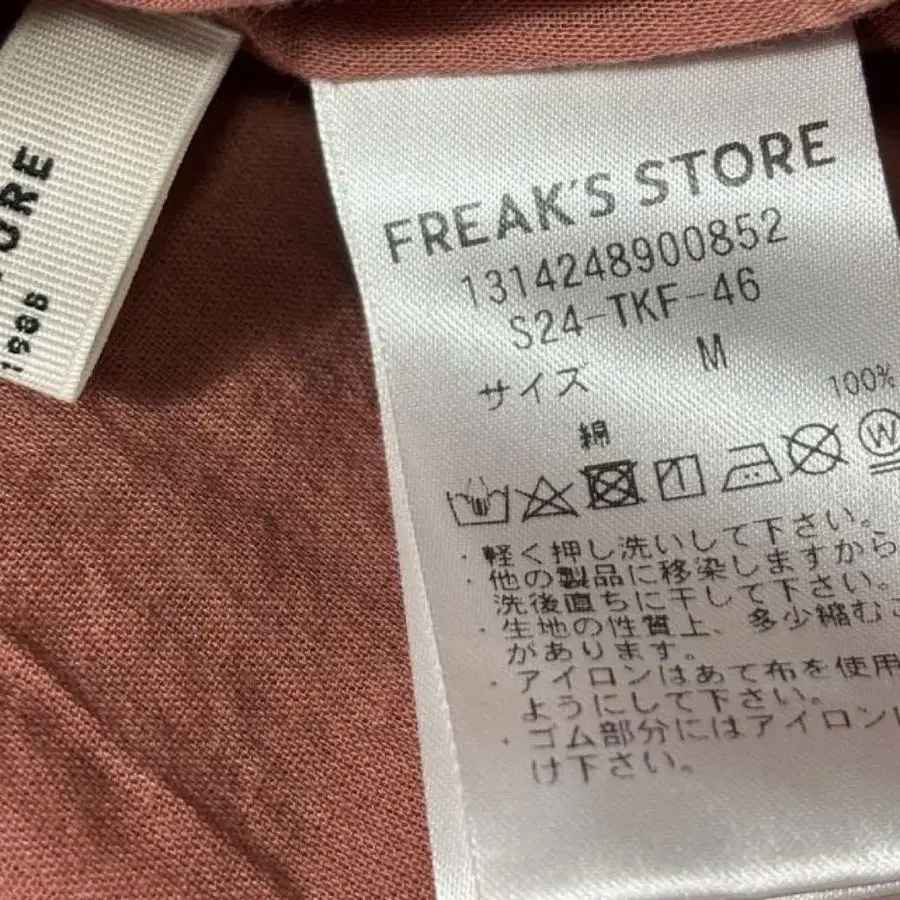 ORE
1986
FREAK'S STORE
1314248900852
S24-TKF-46
サイズ M
綿 100%
W
・軽く押し洗いして下さい。
・他の製品に移染しますから
洗後直ちに干して下さい。
・生地の性質上、多少縮むこ
があります。
・アイロンはあて布を使用
ようにして下さい。
・ゴム部分にはアイロンは
け下さい。